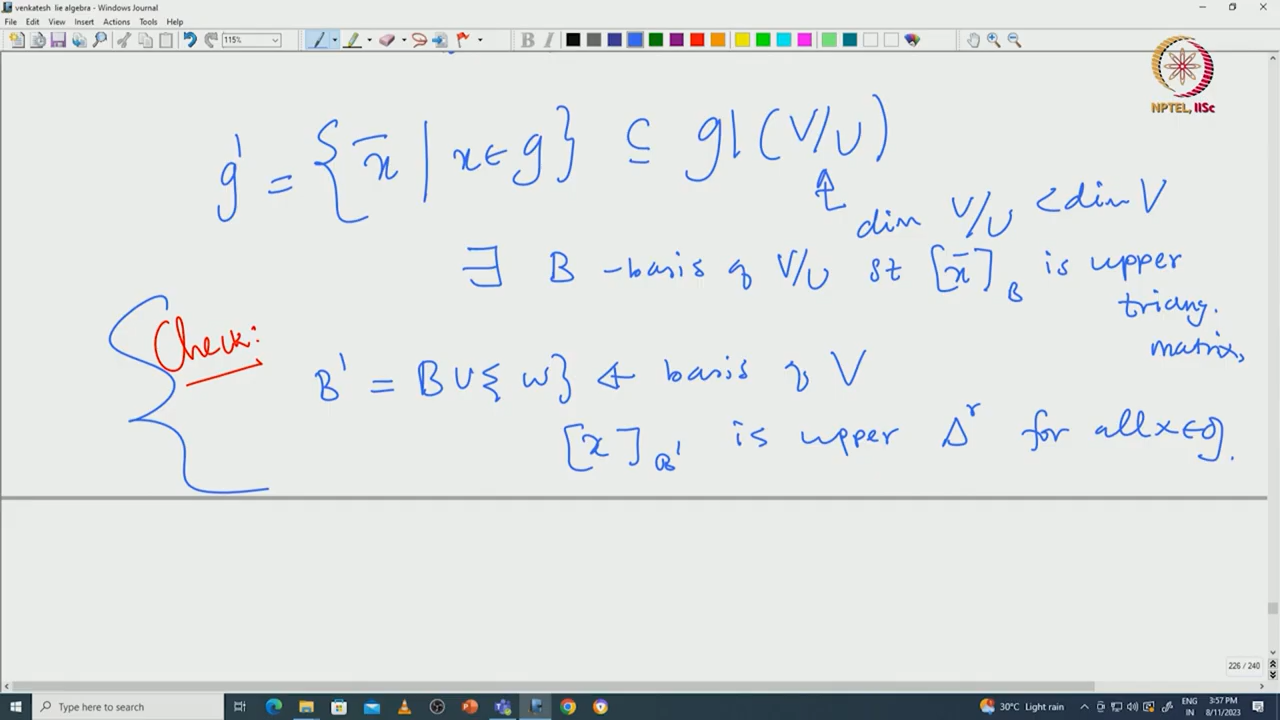 venkatesh lie algebra - Windows Journal
File Edit View Insert Actions Tools Help
115%
B I
NPTEL, IISc
g' = { x̄ | x ∈ g } ⊆ gl (V/U)
dim V/U < dim V
∃ B - basis of V/U st [x̄]_B is upper
triang.
matrix,
Check:
B' = B ∪ { w } ← basis of V
[x]_B' is upper Δ^r for all x ∈ g.
226 / 240
Type here to search
30°C Light rain
ENG
IN
3:57 PM
8/11/2023